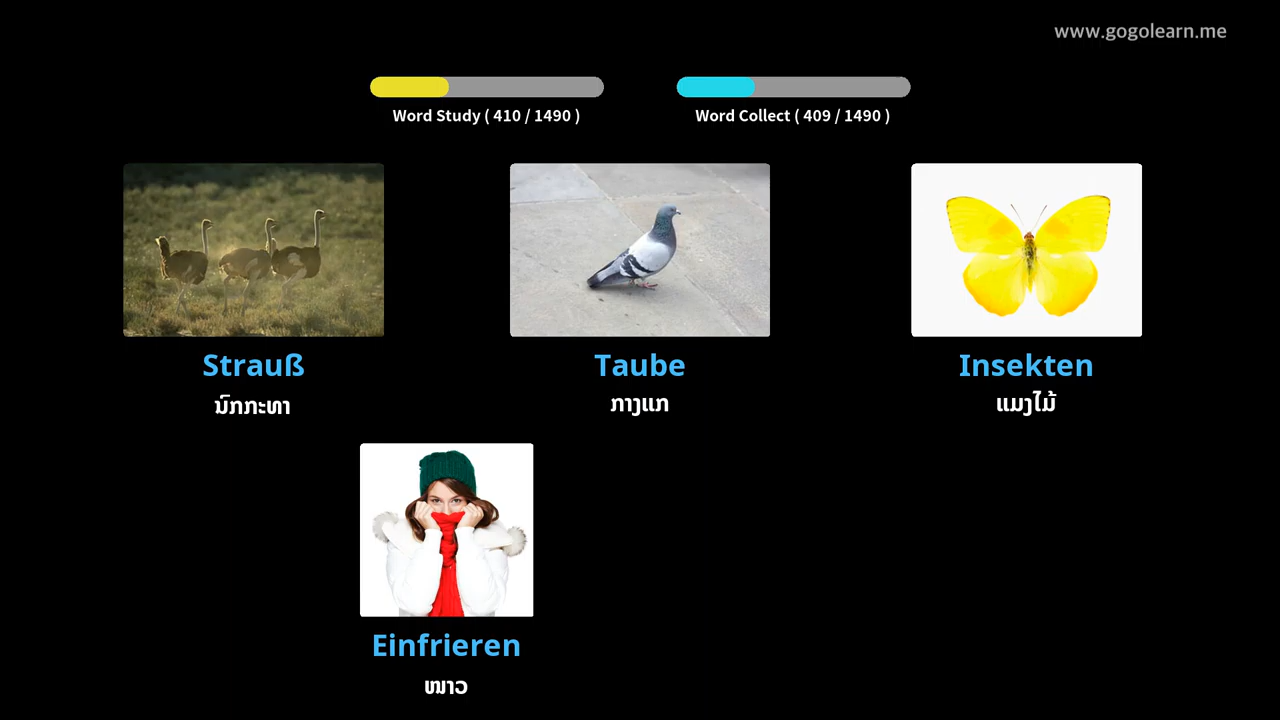 www.gogolearn.me
Word Study ( 410 / 1490 )
Word Collect ( 409 / 1490 )
Strauß
ນົກກະທາ
Taube
ກາງແກ
Insekten
ແມງໄມ້
Einfrieren
ໜາວ